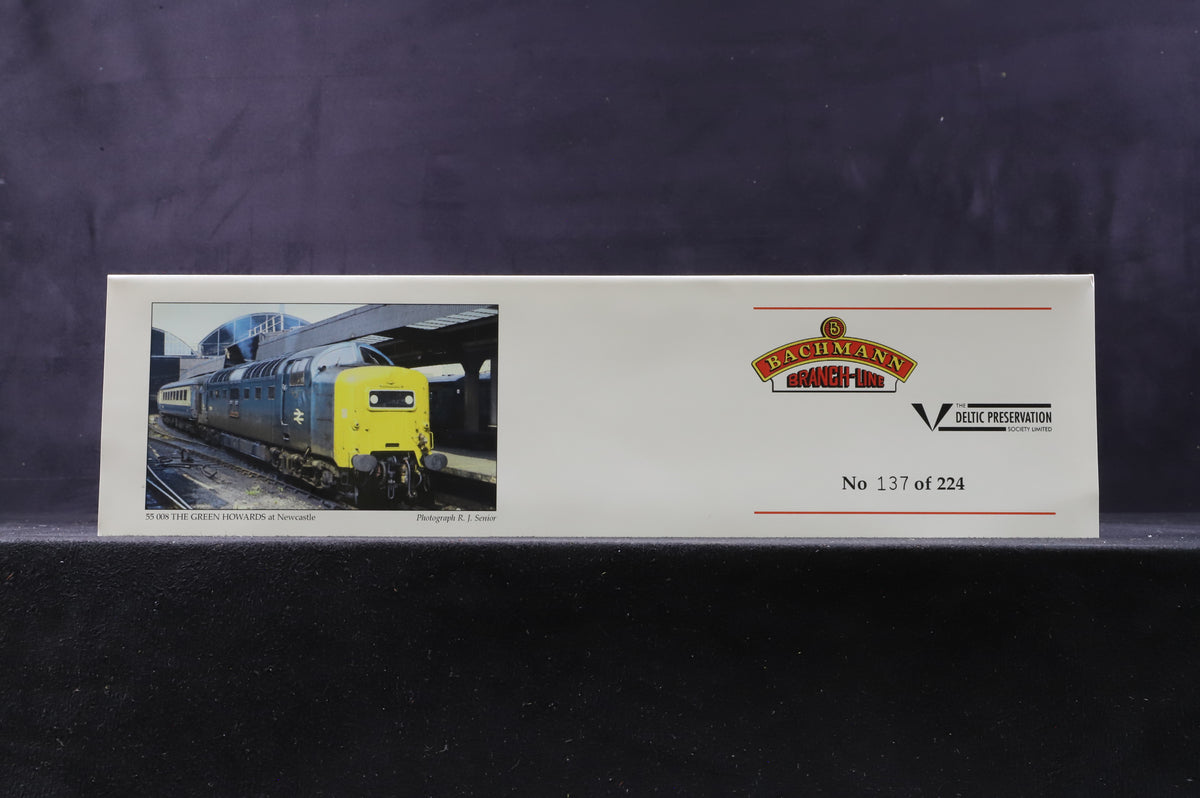 55 008 THE GREEN HOWARDS at Newcastle
Photograph R. J. Senior
B
BACHMANN
BRANCH-LINE
THE
DELTIC PRESERVATION
SOCIETY LIMITED
No 137 of 224